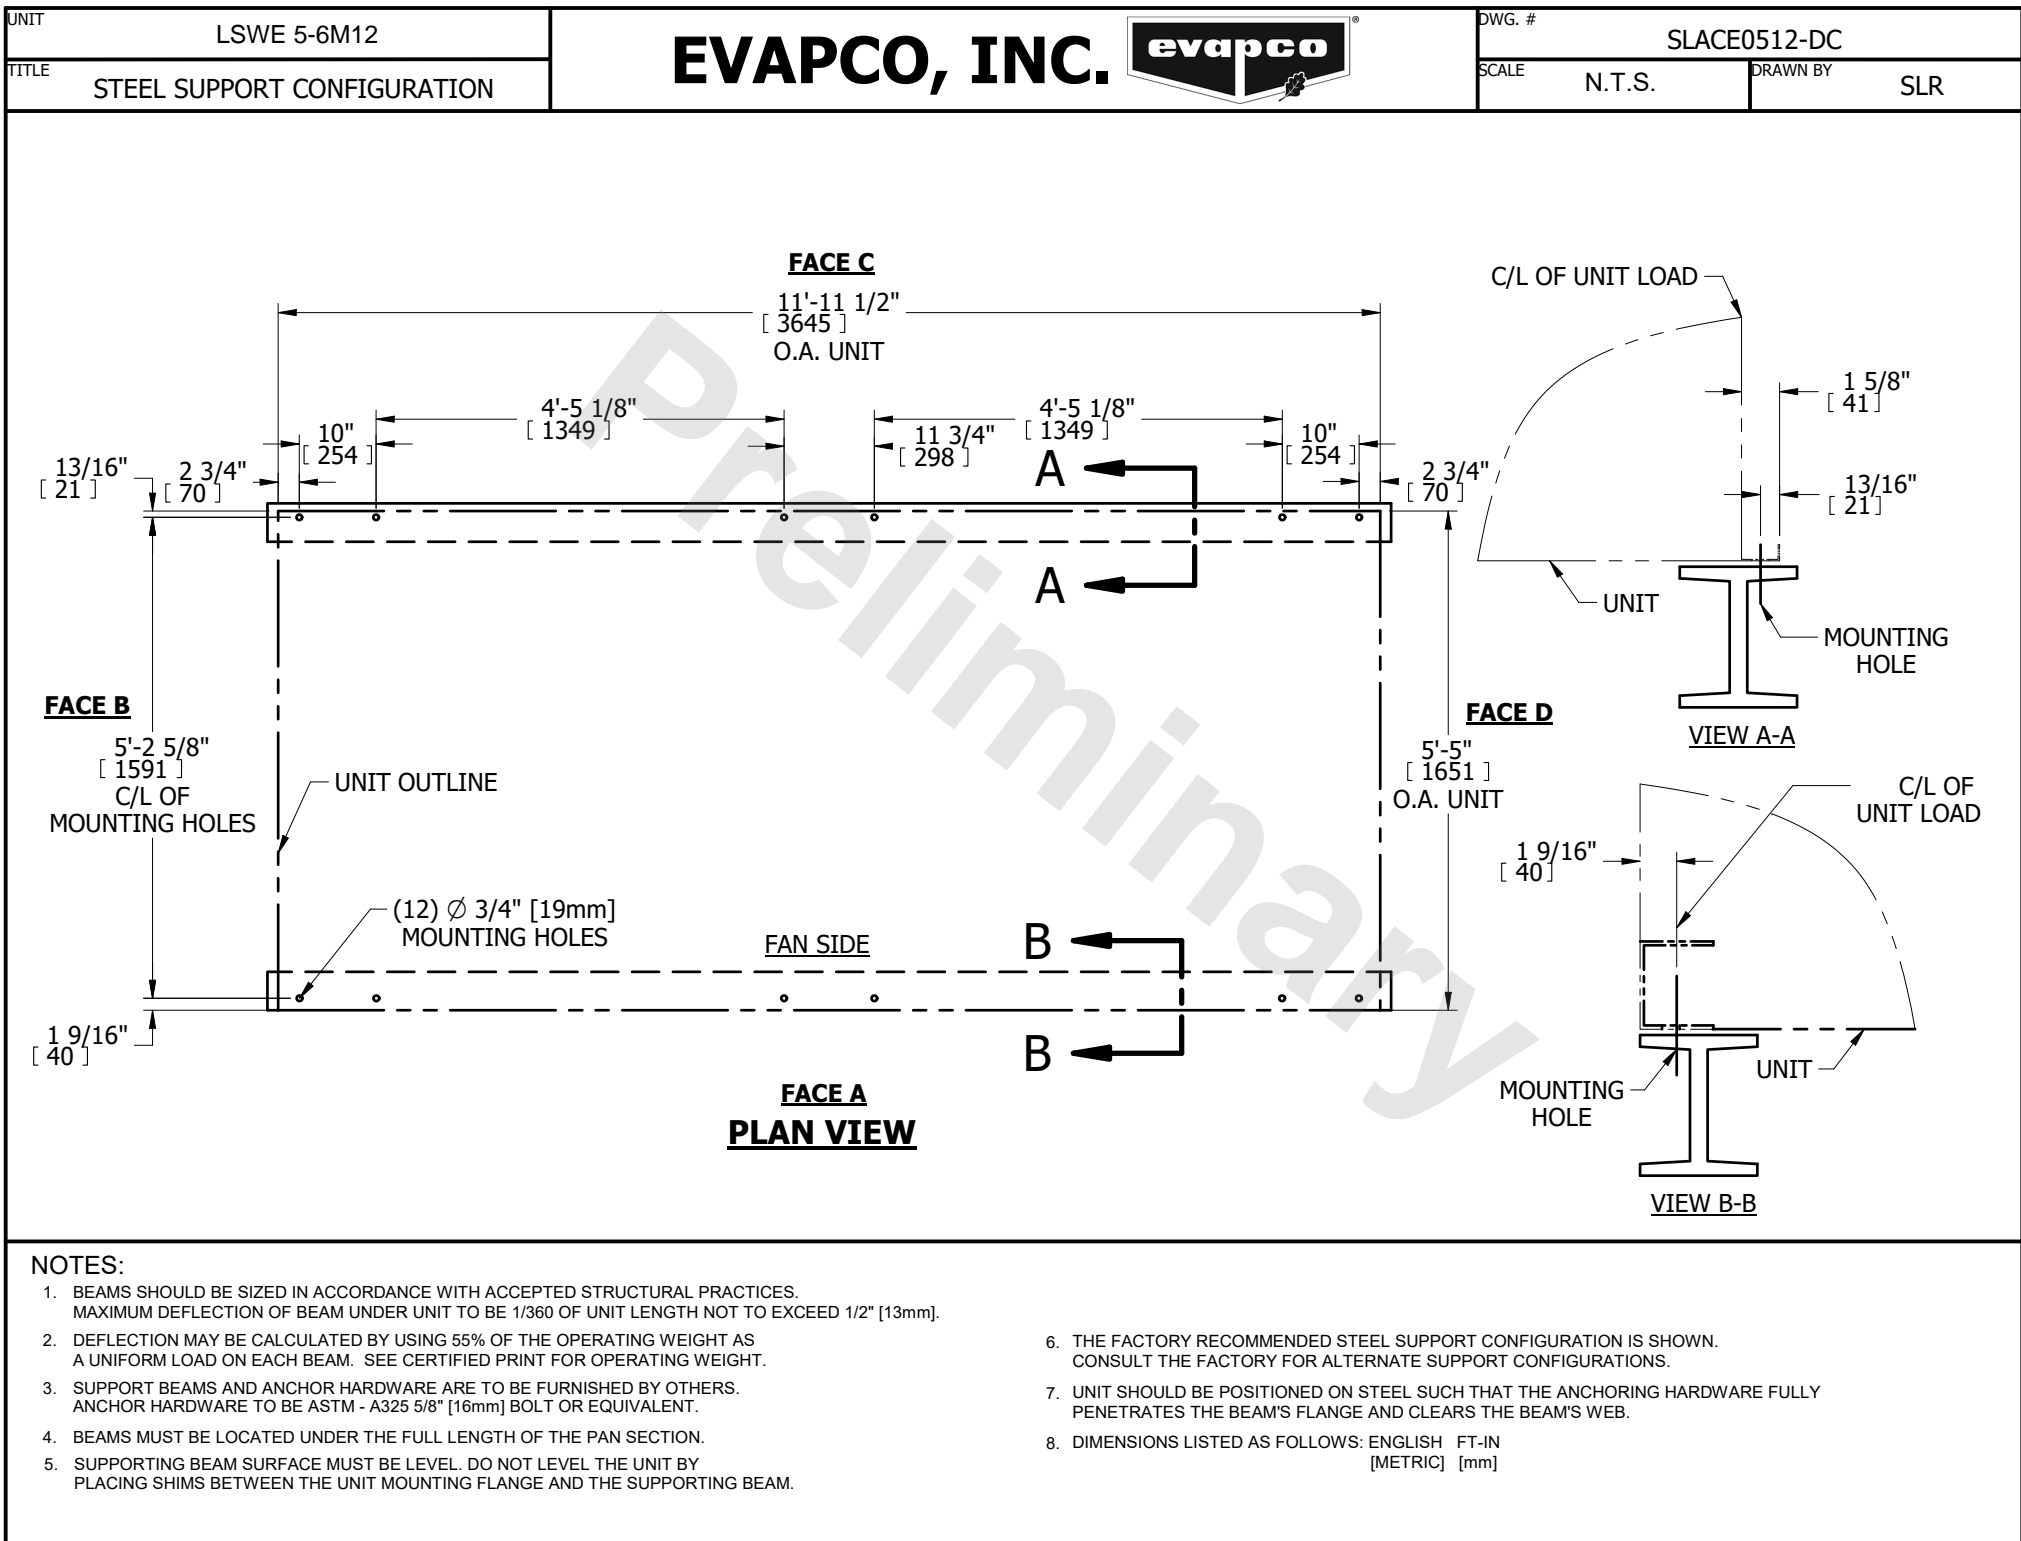 UNIT
LSWE 5-6M12
TITLE
STEEL SUPPORT CONFIGURATION
EVAPCO, INC.
evapco
®
DWG. #
SLACE0512-DC
SCALE
N.T.S.
DRAWN BY
SLR
FACE C
11'-11 1/2"
[ 3645 ]
O.A. UNIT
4'-5 1/8"
[ 1349 ]
4'-5 1/8"
[ 1349 ]
10"
[ 254 ]
11 3/4"
[ 298 ]
10"
[ 254 ]
13/16"
[ 21 ]
2 3/4"
[ 70 ]
2 3/4"
[ 70 ]
A
A
FACE B
5'-2 5/8"
[ 1591 ]
C/L OF
MOUNTING HOLES
UNIT OUTLINE
FACE D
5'-5"
[ 1651 ]
O.A. UNIT
(12) Ø 3/4" [19mm]
MOUNTING HOLES
FAN SIDE
B
B
1 9/16"
[ 40 ]
FACE A
PLAN VIEW
Preliminary
C/L OF UNIT LOAD
1 5/8"
[ 41 ]
13/16"
[ 21 ]
UNIT
MOUNTING
HOLE
VIEW A-A
C/L OF
UNIT LOAD
1 9/16"
[ 40 ]
UNIT
MOUNTING
HOLE
VIEW B-B
NOTES:
1. BEAMS SHOULD BE SIZED IN ACCORDANCE WITH ACCEPTED STRUCTURAL PRACTICES.
MAXIMUM DEFLECTION OF BEAM UNDER UNIT TO BE 1/360 OF UNIT LENGTH NOT TO EXCEED 1/2" [13mm].
2. DEFLECTION MAY BE CALCULATED BY USING 55% OF THE OPERATING WEIGHT AS
A UNIFORM LOAD ON EACH BEAM. SEE CERTIFIED PRINT FOR OPERATING WEIGHT.
3. SUPPORT BEAMS AND ANCHOR HARDWARE ARE TO BE FURNISHED BY OTHERS.
ANCHOR HARDWARE TO BE ASTM - A325 5/8" [16mm] BOLT OR EQUIVALENT.
4. BEAMS MUST BE LOCATED UNDER THE FULL LENGTH OF THE PAN SECTION.
5. SUPPORTING BEAM SURFACE MUST BE LEVEL. DO NOT LEVEL THE UNIT BY
PLACING SHIMS BETWEEN THE UNIT MOUNTING FLANGE AND THE SUPPORTING BEAM.
6. THE FACTORY RECOMMENDED STEEL SUPPORT CONFIGURATION IS SHOWN.
CONSULT THE FACTORY FOR ALTERNATE SUPPORT CONFIGURATIONS.
7. UNIT SHOULD BE POSITIONED ON STEEL SUCH THAT THE ANCHORING HARDWARE FULLY
PENETRATES THE BEAM'S FLANGE AND CLEARS THE BEAM'S WEB.
8. DIMENSIONS LISTED AS FOLLOWS: ENGLISH FT-IN
[METRIC] [mm]